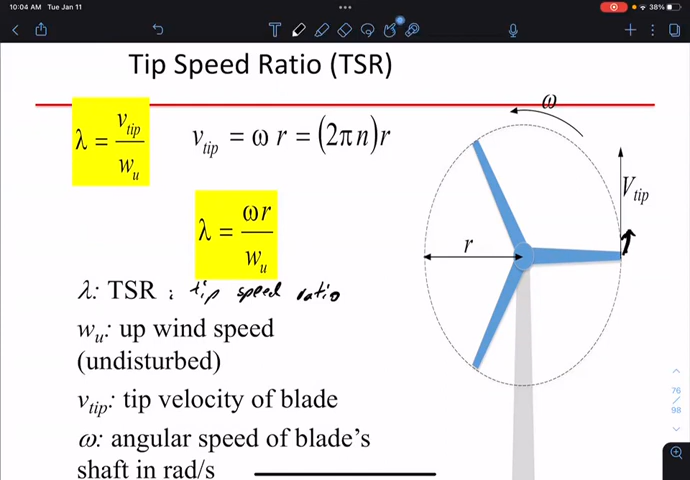 10:04 AM Tue Jan 11
38%
Tip Speed Ratio (TSR)
λ = v_tip / w_u
v_tip = ω r = (2π n) r
λ = ω r / w_u
ω
V_tip
r
λ: TSR : tip speed ratio
w_u: up wind speed
(undisturbed)
v_tip: tip velocity of blade
ω: angular speed of blade's
shaft in rad/s
76
/
98